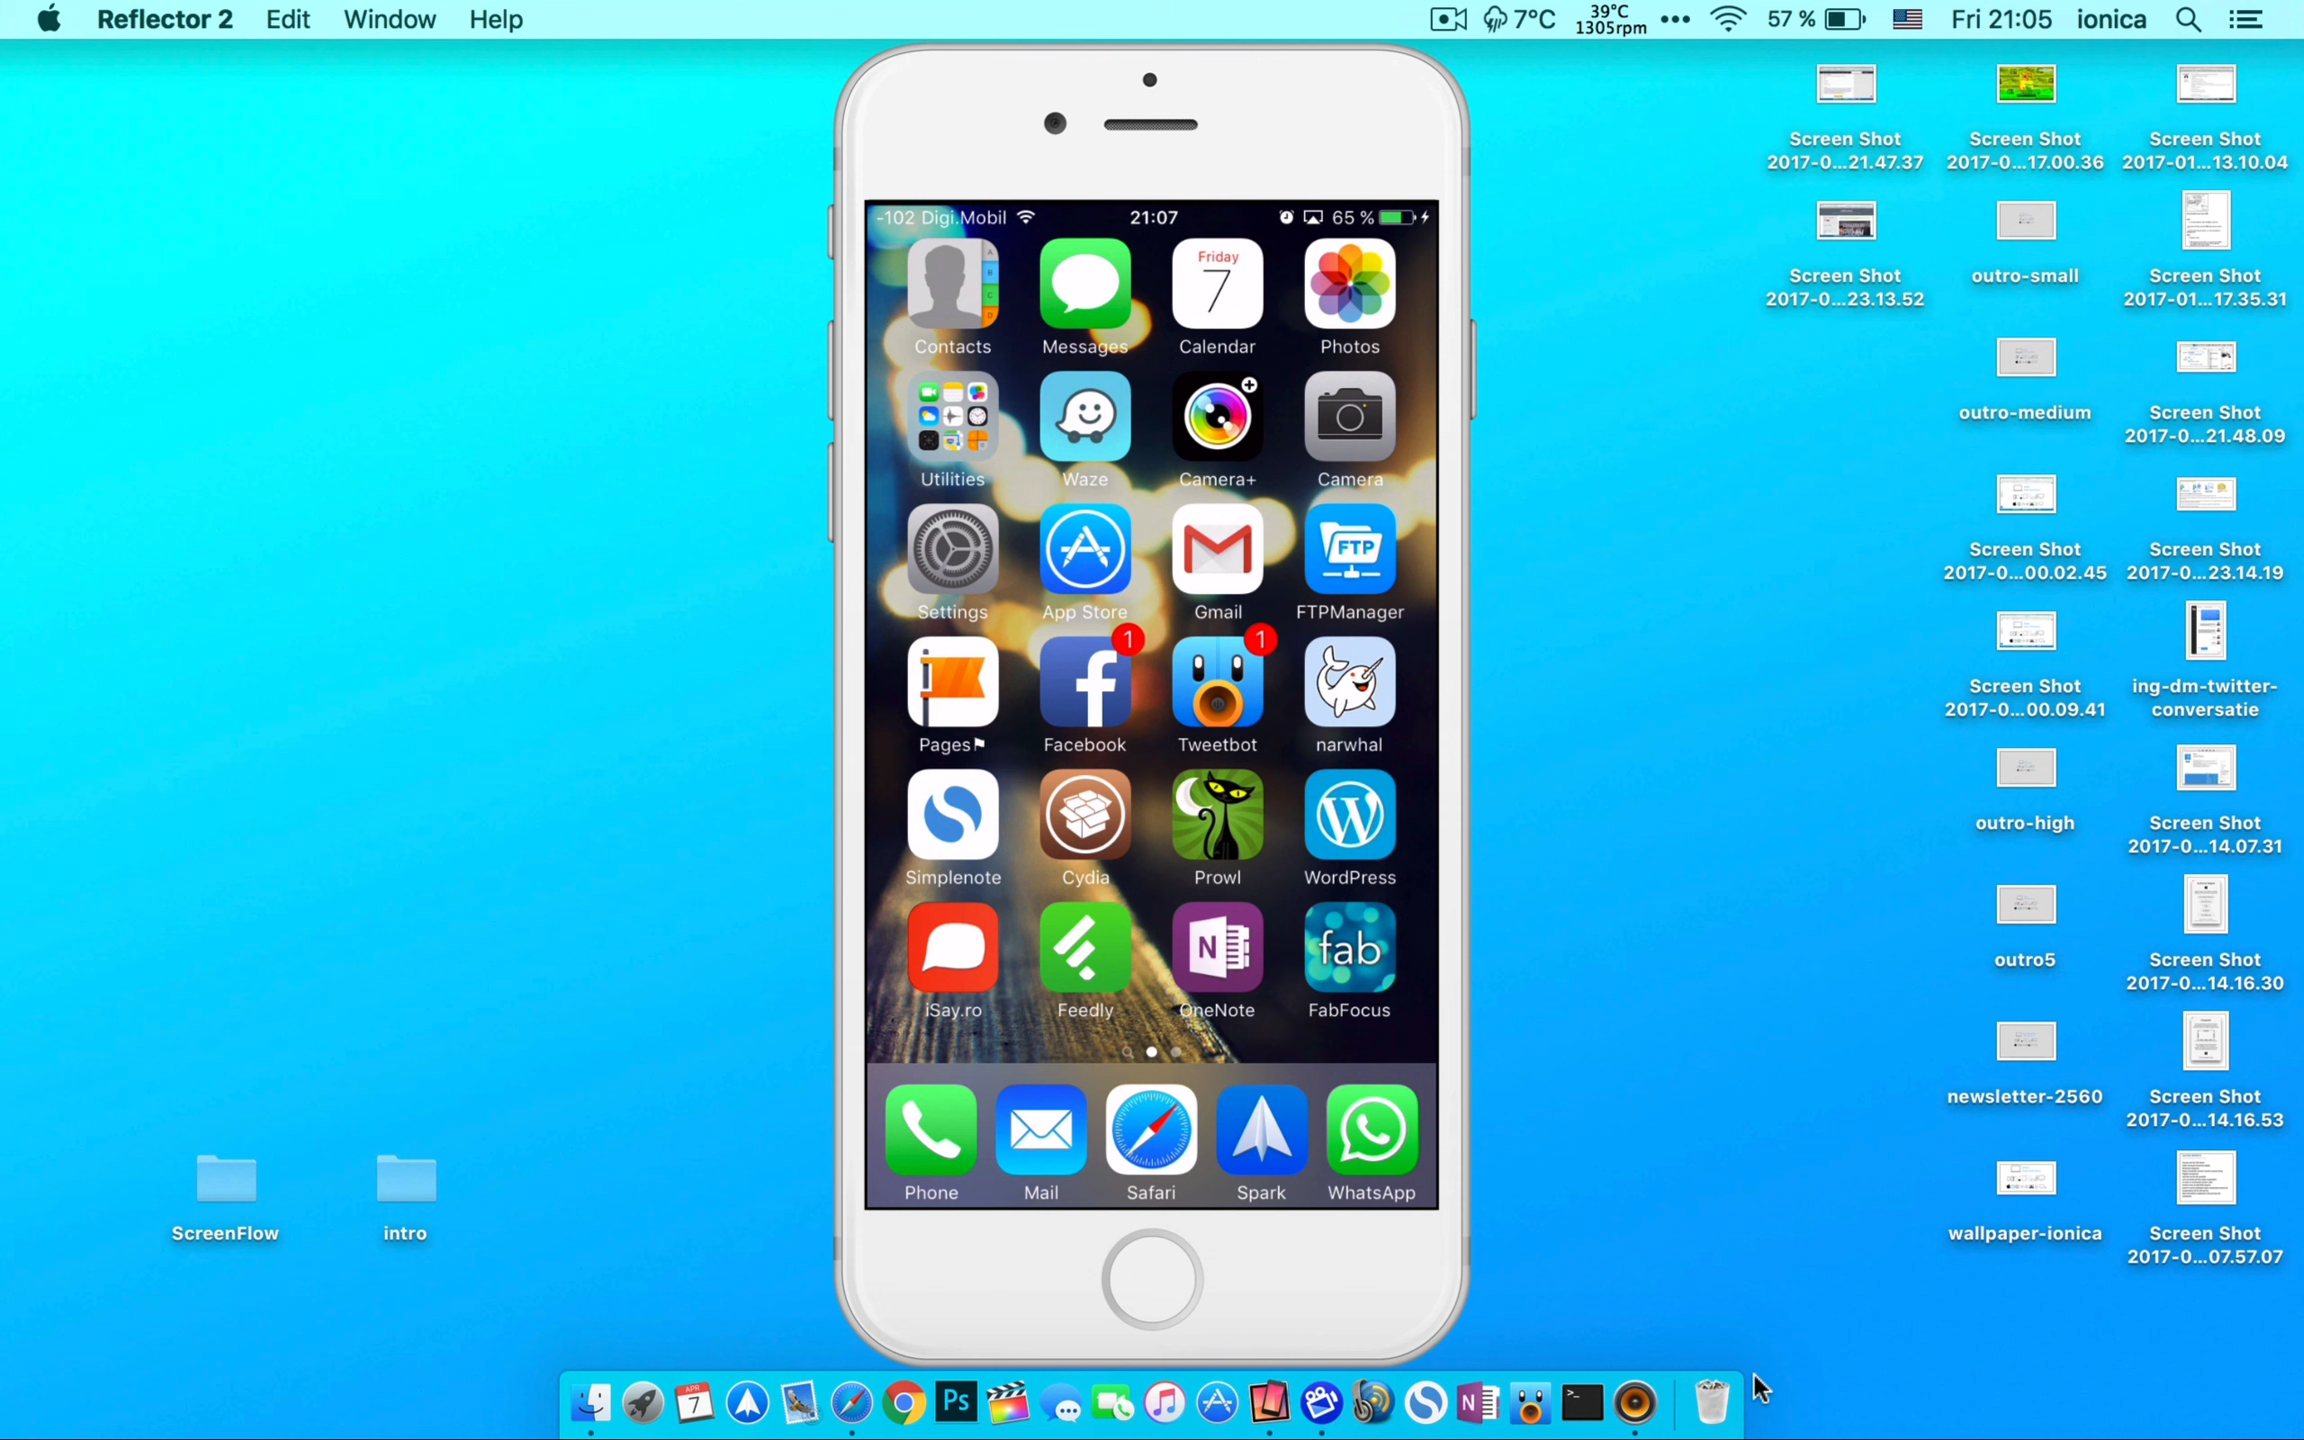 Reflector 2 Edit Window Help
7°C 39°C 1305rpm 57 % Fri 21:05 ionica
-102 Digi.Mobil 21:07 65 %
Friday
7
Contacts Messages Calendar Photos
Utilities Waze Camera+ Camera
FTP
Settings App Store Gmail FTPManager
1 1
Pages Facebook Tweetbot narwhal
Simplenote Cydia Prowl WordPress
N fab
iSay.ro Feedly OneNote FabFocus
Phone Mail Safari Spark WhatsApp
ScreenFlow
intro
Screen Shot
2017-0...21.47.37
Screen Shot
2017-0...23.13.52
Screen Shot
2017-0...17.00.36
outro-small
outro-medium
Screen Shot
2017-0...00.02.45
Screen Shot
2017-0...00.09.41
outro-high
outro5
newsletter-2560
wallpaper-ionica
Screen Shot
2017-01...13.10.04
Screen Shot
2017-01...17.35.31
Screen Shot
2017-0...21.48.09
Screen Shot
2017-0...23.14.19
ing-dm-twitter-
conversatie
Screen Shot
2017-0...14.07.31
Screen Shot
2017-0...14.16.30
Screen Shot
2017-0...14.16.53
Screen Shot
2017-0...07.57.07
APR
7
Ps
N